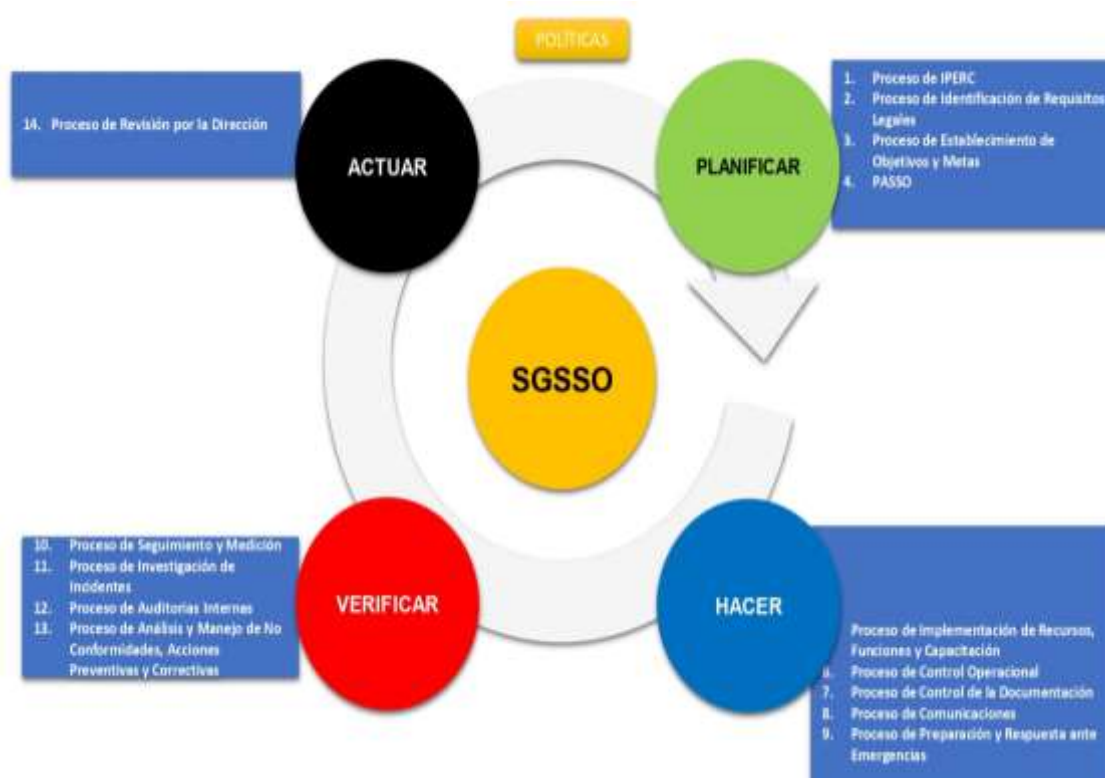 POLÍTICAS
ACTUAR
14. Proceso de Revisión por la Dirección
PLANIFICAR
1. Proceso de IPERC
2. Proceso de Identificación de Requisitos
Legales
3. Proceso de Establecimiento de
Objetivos y Metas
4. PASSO
SGSSO
VERIFICAR
10. Proceso de Seguimiento y Medición
11. Proceso de Investigación de
Incidentes
12. Proceso de Auditorias Internas
13. Proceso de Análisis y Manejo de No
Conformidades, Acciones
Preventivas y Correctivas
HACER
Proceso de Implementación de Recursos,
Funciones y Capacitación
6. Proceso de Control Operacional
7. Proceso de Control de la Documentación
8. Proceso de Comunicaciones
9. Proceso de Preparación y Respuesta ante
Emergencias